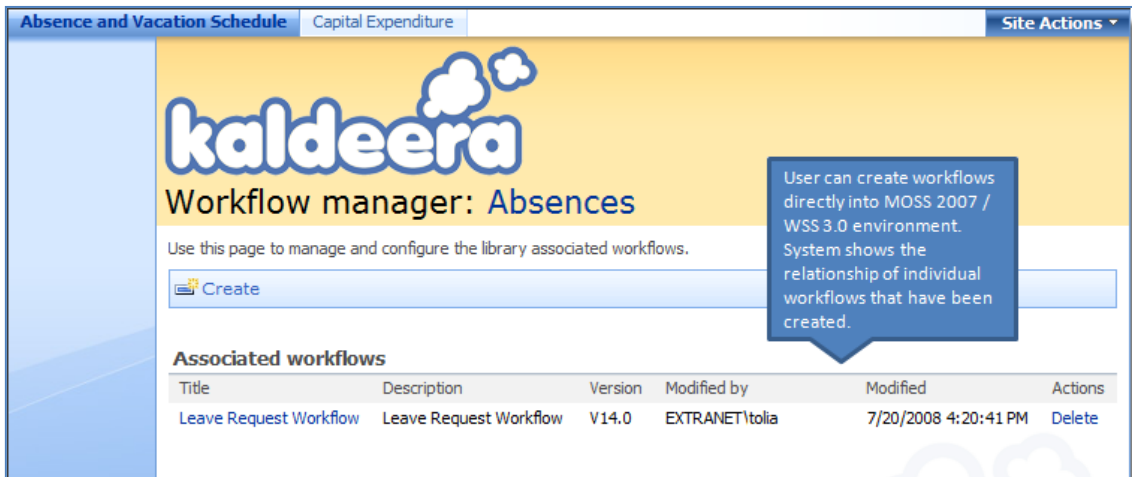 Absence and Vacation Schedule Capital Expenditure Site Actions
kaldeera
Workflow manager: Absences
Use this page to manage and configure the library associated workflows.
Create
User can create workflows
directly into MOSS 2007 /
WSS 3.0 environment.
System shows the
relationship of individual
workflows that have been
created.
Associated workflows
Title Description Version Modified by Modified Actions
Leave Request Workflow Leave Request Workflow V14.0 EXTRANET\tolia 7/20/2008 4:20:41 PM Delete